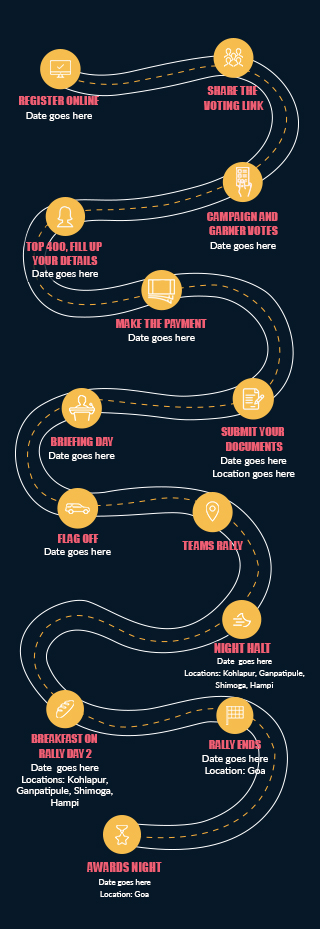 REGISTER ONLINE
Date goes here
SHARE THE
VOTING LINK
CAMPAIGN AND
GARNER VOTES
Date goes here
TOP 400, FILL UP
YOUR DETAILS
Date goes here
MAKE THE PAYMENT
Date goes here
SUBMIT YOUR
DOCUMENTS
Date goes here
Location goes here
BRIEFING DAY
Date goes here
FLAG OFF
Date goes here
TEAMS RALLY
NIGHT HALT
Date goes here
Locations: Kohlapur, Ganpatipule,
Shimoga, Hampi
BREAKFAST ON
RALLY DAY 2
Date goes here
Locations: Kohlapur,
Ganpatipule, Shimoga,
Hampi
RALLY ENDS
Date goes here
Location: Goa
AWARDS NIGHT
Date goes here
Location: Goa